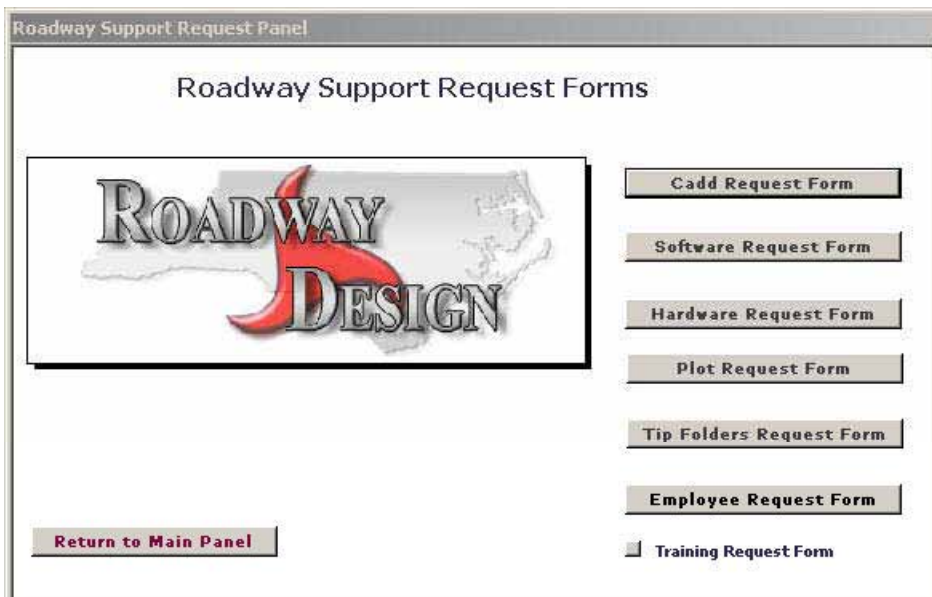 Roadway Support Request Panel
Roadway Support Request Forms
ROADWAY
DESIGN
Cadd Request Form
Software Request Form
Hardware Request Form
Plot Request Form
Tip Folders Request Form
Employee Request Form
Return to Main Panel
Training Request Form